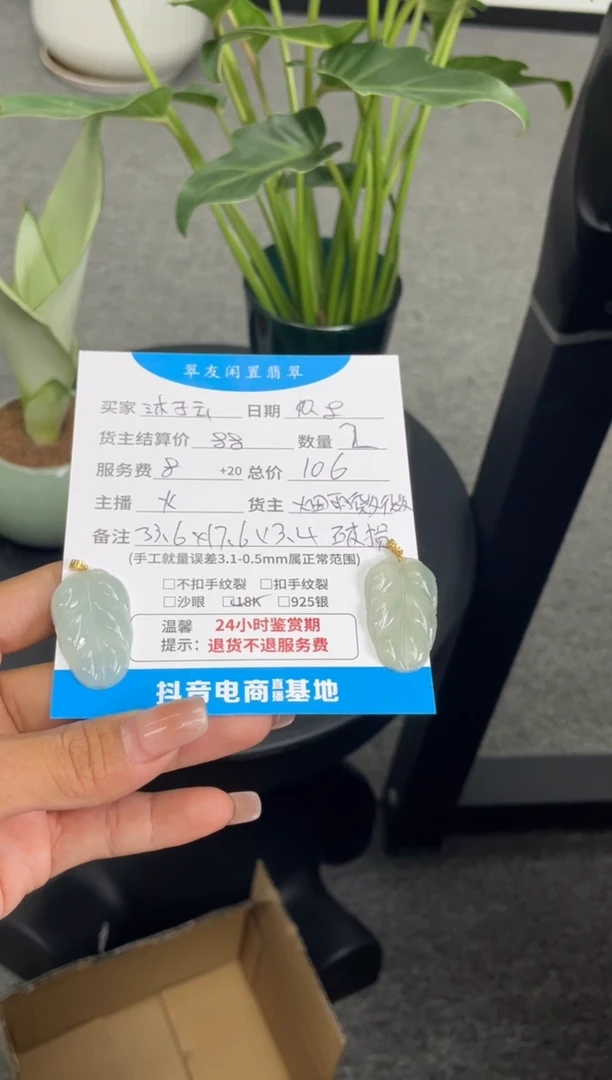 翠友闲置翡翠
买家 日期
货主结算价 88 数量 2
服务费 8 +20 总价 106
主播 货主
备注 33.6×17.6×3.4 破损
(手工就量误差3.1-0.5mm属正常范围)
□不扣手纹裂 □扣手纹裂
□沙眼 □18K □925银
温馨 24小时鉴赏期
提示：退货不退服务费
抖音电商直播基地